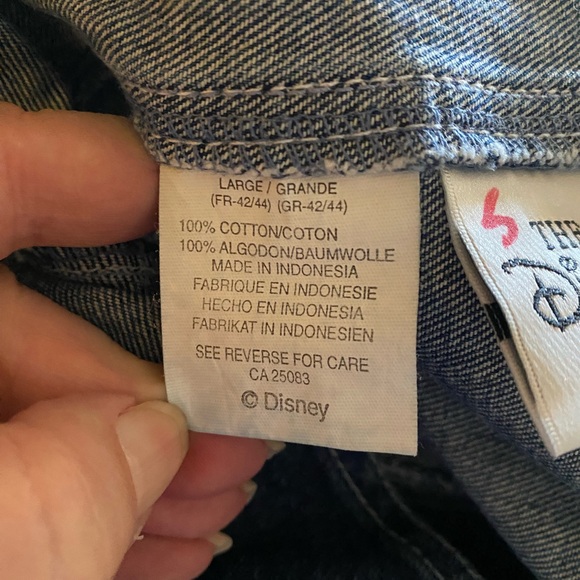 LARGE / GRANDE
(FR-42/44) (GR-42/44)
100% COTTON/COTON
100% ALGODON/BAUMWOLLE
MADE IN INDONESIA
FABRIQUE EN INDONESIE
HECHO EN INDONESIA
FABRIKAT IN INDONESIEN
SEE REVERSE FOR CARE
CA 25083
© Disney
S
THE